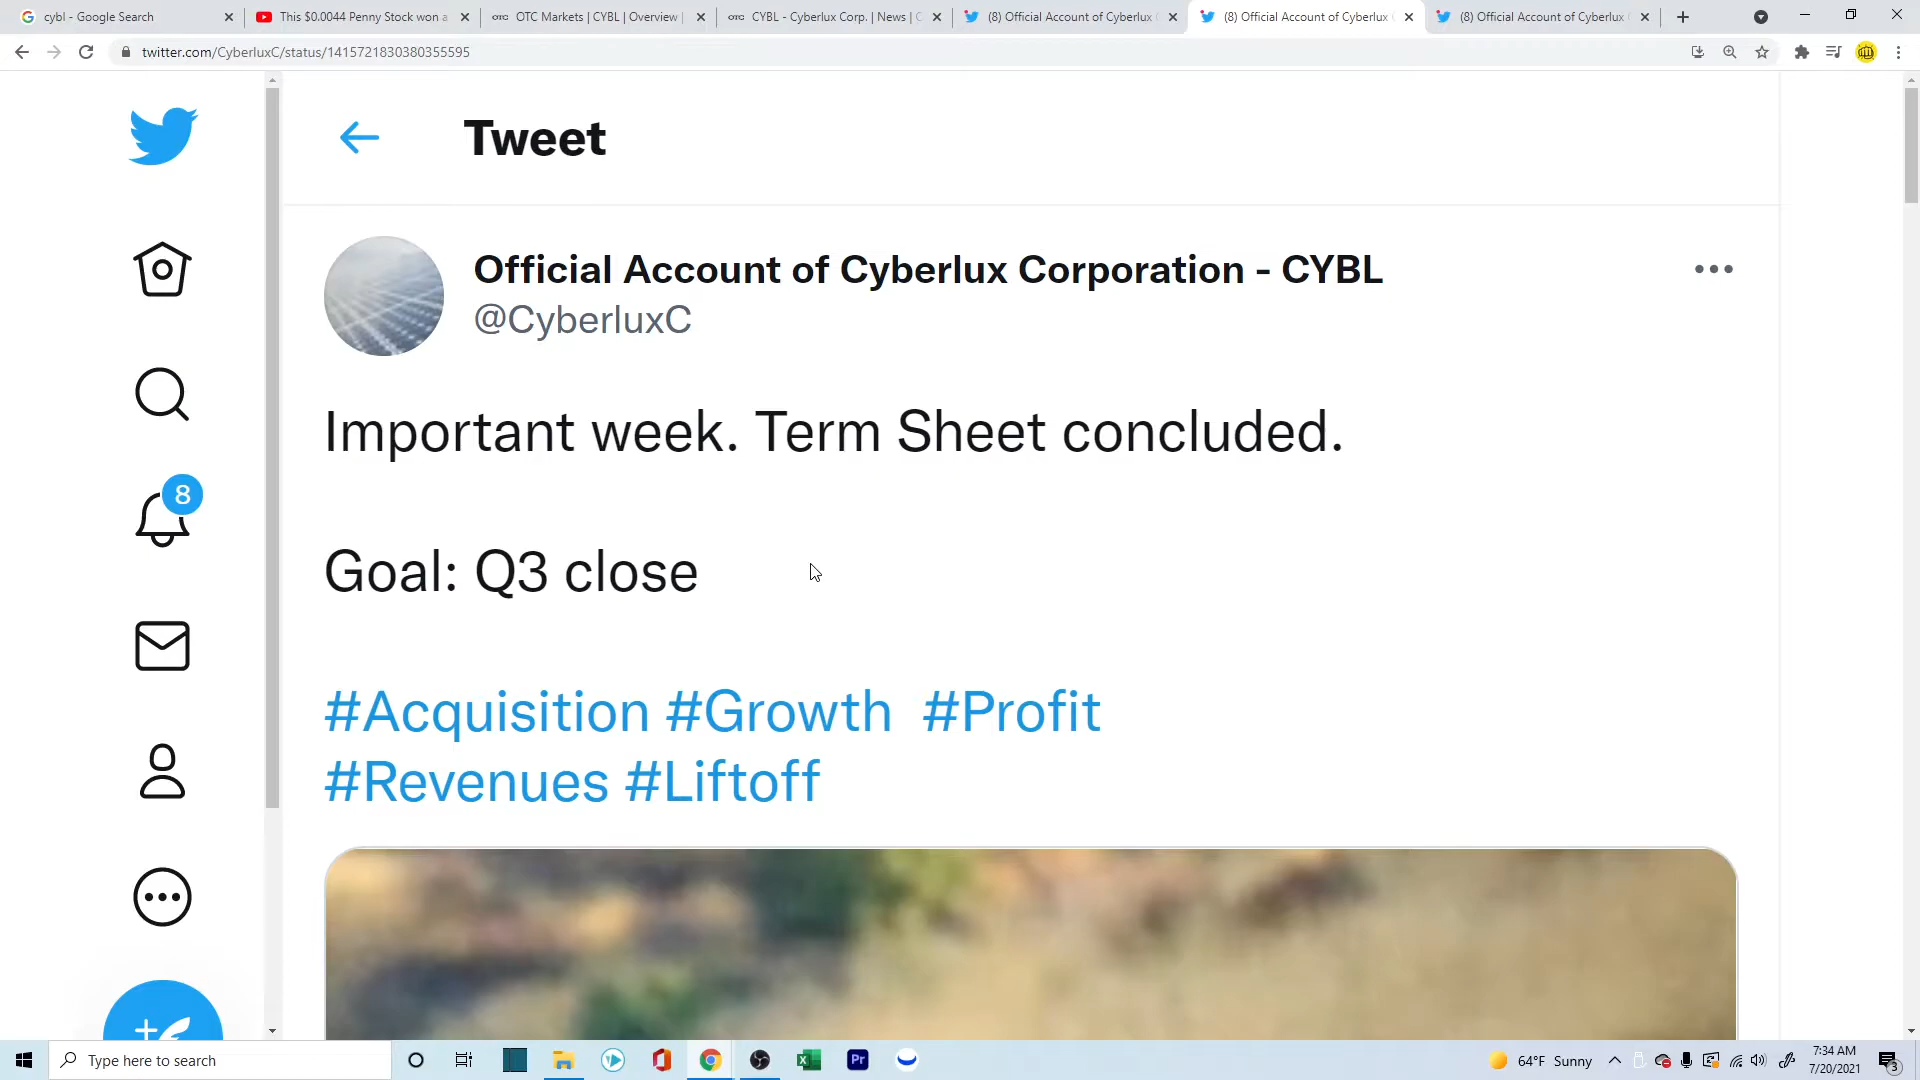 cybl - Google Search
This $0.0044 Penny Stock won a
OTC Markets | CYBL | Overview |
CYBL - Cyberlux Corp. | News | C
(8) Official Account of Cyberlux C
(8) Official Account of Cyberlux C
(8) Official Account of Cyberlux C
twitter.com/CyberluxC/status/1415721830380355595
Tweet
Official Account of Cyberlux Corporation - CYBL
@CyberluxC
Important week. Term Sheet concluded.
Goal: Q3 close
#Acquisition #Growth #Profit
#Revenues #Liftoff
8
Type here to search
Pr
64°F Sunny
7:34 AM
7/20/2021
3